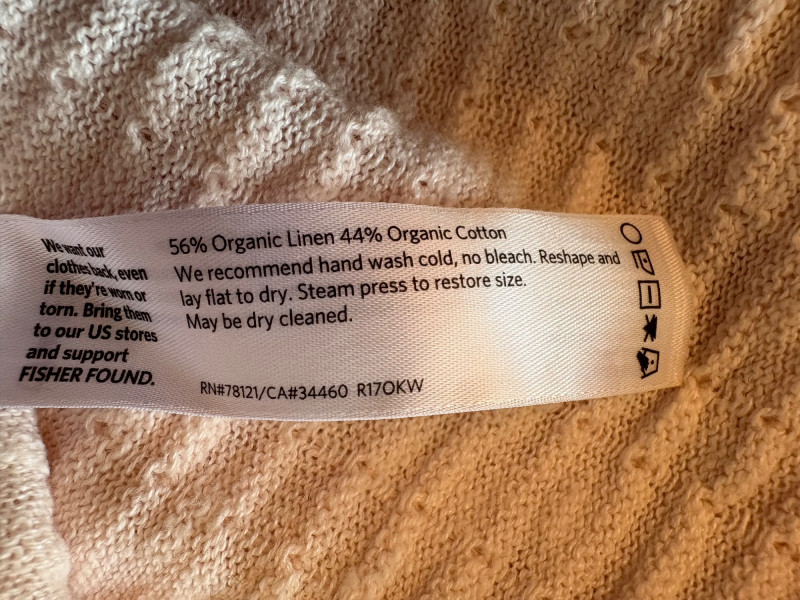 We want our
clothes back, even
if they're worn or
torn. Bring them
to our US stores
and support
FISHER FOUND.
56% Organic Linen 44% Organic Cotton
We recommend hand wash cold, no bleach. Reshape and
lay flat to dry. Steam press to restore size.
May be dry cleaned.
RN#78121/CA#34460 R17OKW